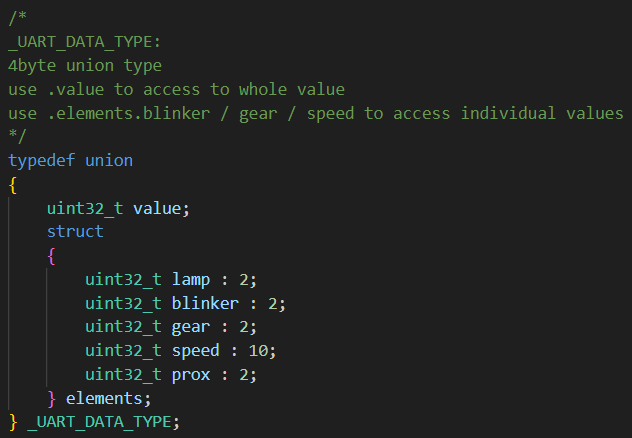 /*
_UART_DATA_TYPE:
4byte union type
use .value to access to whole value
use .elements.blinker / gear / speed to access individual values
*/
typedef union
{
    uint32_t value;
    struct
    {
        uint32_t lamp : 2;
        uint32_t blinker : 2;
        uint32_t gear : 2;
        uint32_t speed : 10;
        uint32_t prox : 2;
    } elements;
} _UART_DATA_TYPE;